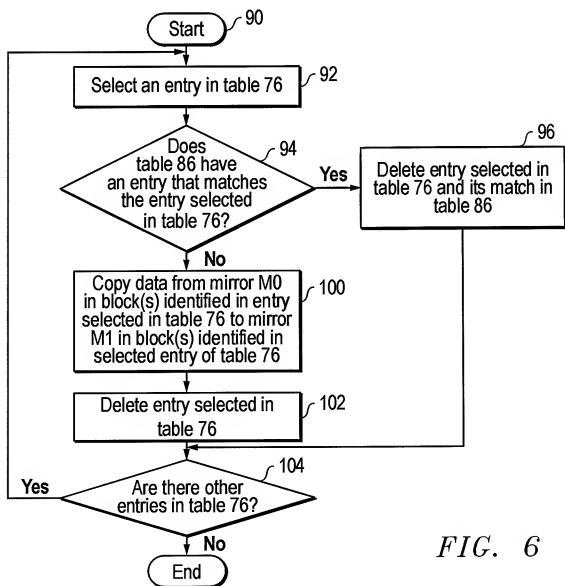 Start
90
Select an entry in table 76
92
Does
table 86 have
an entry that matches
the entry selected
in table 76?
94
Yes
96
Delete entry selected in
table 76 and its match in
table 86
No
Copy data from mirror M0
in block(s) identified in entry
selected in table 76 to mirror
M1 in block(s) identified in
selected entry of table 76
100
Delete entry selected in
table 76
102
104
Yes
Are there other
entries in table 76?
No
End
FIG. 6